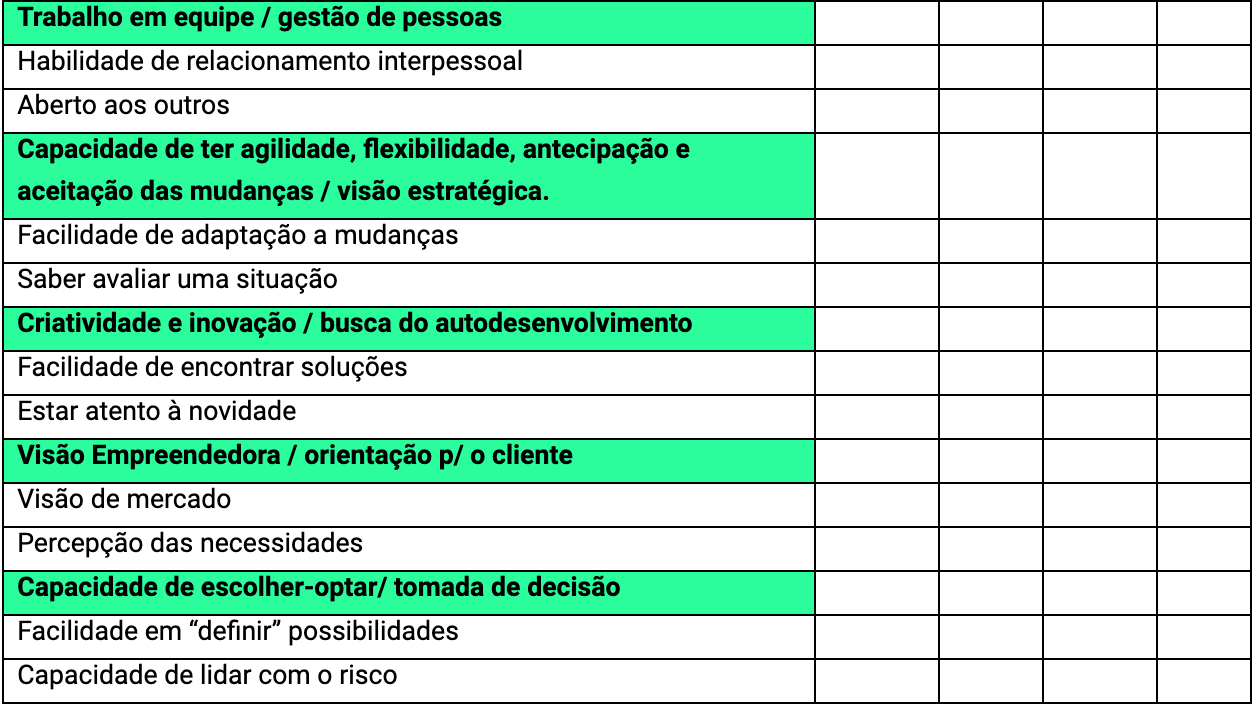 Trabalho em equipe / gestão de pessoas
Habilidade de relacionamento interpessoal
Aberto aos outros
Capacidade de ter agilidade, flexibilidade, antecipação e
aceitação das mudanças / visão estratégica.
Facilidade de adaptação a mudanças
Saber avaliar uma situação
Criatividade e inovação / busca do autodesenvolvimento
Facilidade de encontrar soluções
Estar atento à novidade
Visão Empreendedora / orientação p/ o cliente
Visão de mercado
Percepção das necessidades
Capacidade de escolher-optar/ tomada de decisão
Facilidade em “definir” possibilidades
Capacidade de lidar com o risco